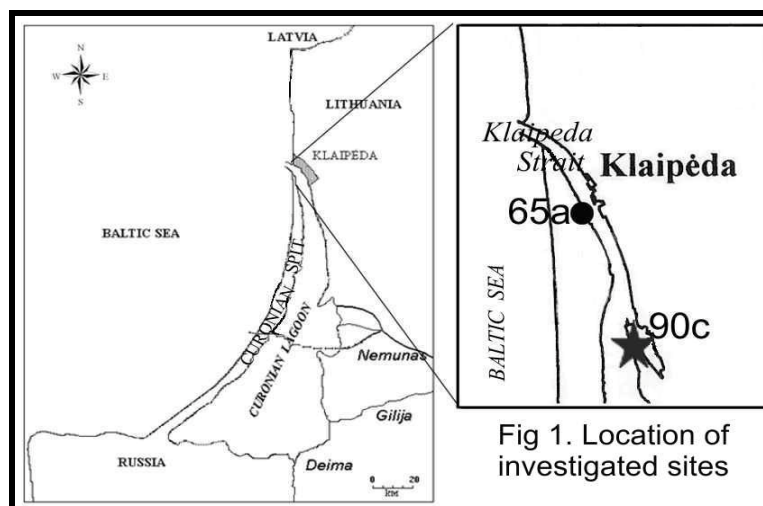 LATVIA
N
W E
S
LITHUANIA
KLAIPĖDA
BALTIC SEA
CURONIAN SPIT
CURONIAN LAGOON
Nemunas
Gilija
RUSSIA
Deima
0 20
KM
Klaipeda
Strait
Klaipėda
65a
BALTIC SEA
90c
Fig 1. Location of
investigated sites